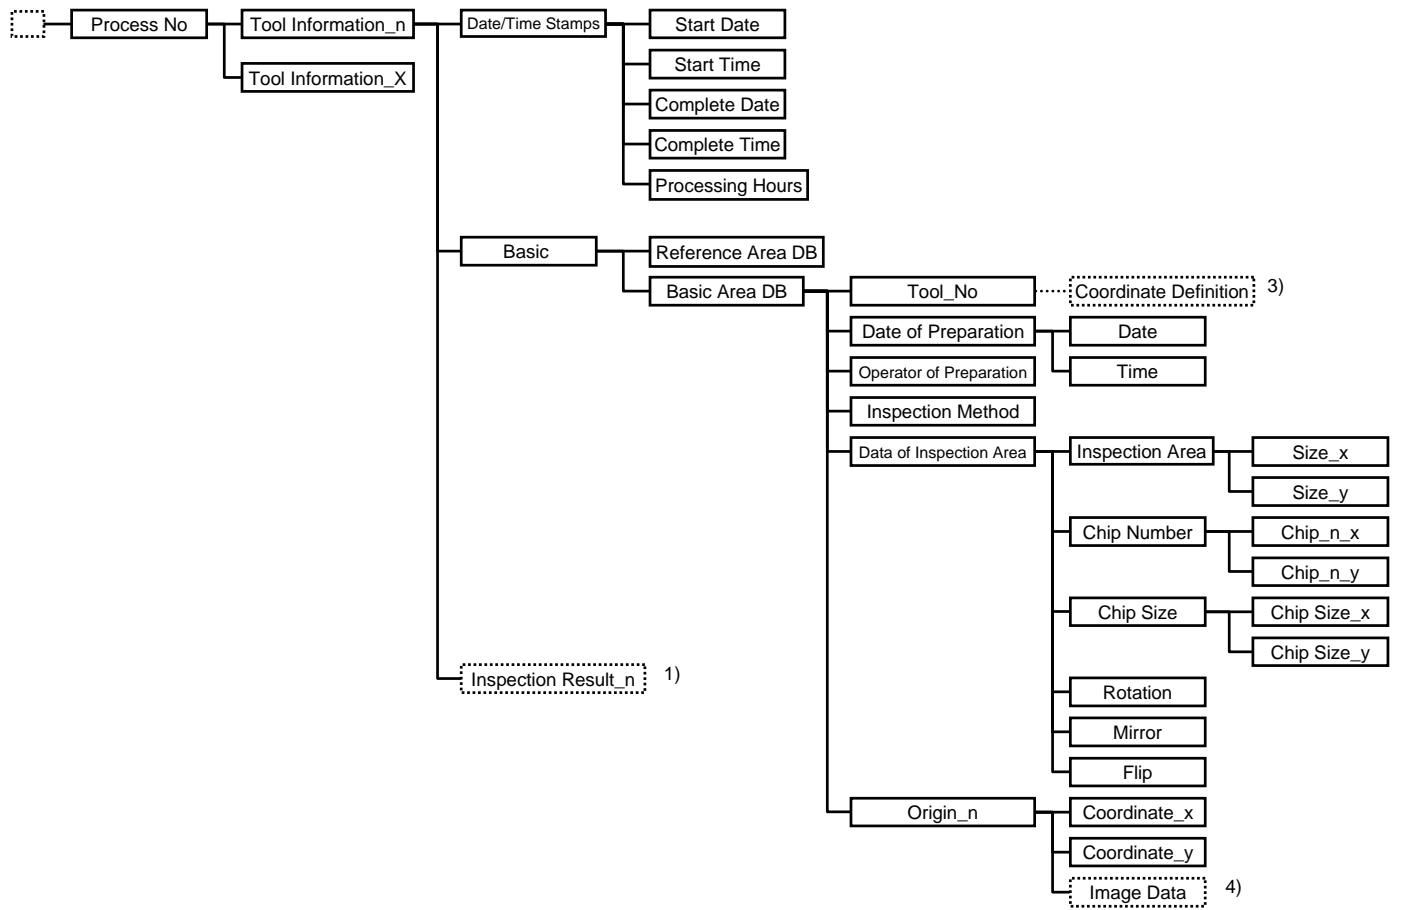 Process No
Tool Information_n
Date/Time Stamps
Start Date
Start Time
Tool Information_X
Complete Date
Complete Time
Processing Hours
Basic
Reference Area DB
Basic Area DB
Tool_No
Coordinate Definition
3)
Date of Preparation
Date
Operator of Preparation
Time
Inspection Method
Data of Inspection Area
Inspection Area
Size_x
Size_y
Chip Number
Chip_n_x
Chip_n_y
Chip Size
Chip Size_x
Chip Size_y
Inspection Result_n
1)
Rotation
Mirror
Flip
Origin_n
Coordinate_x
Coordinate_y
Image Data
4)